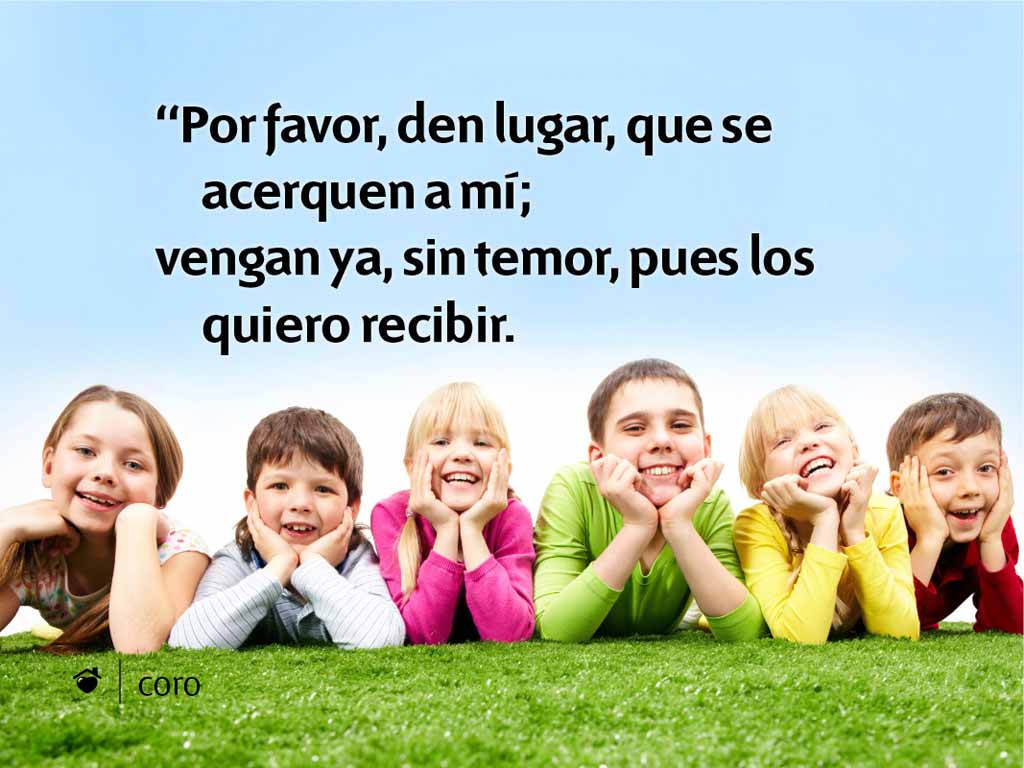 “Por favor, den lugar, que se
acerquen a mí;
vengan ya, sin temor, pues los
quiero recibir.
coro